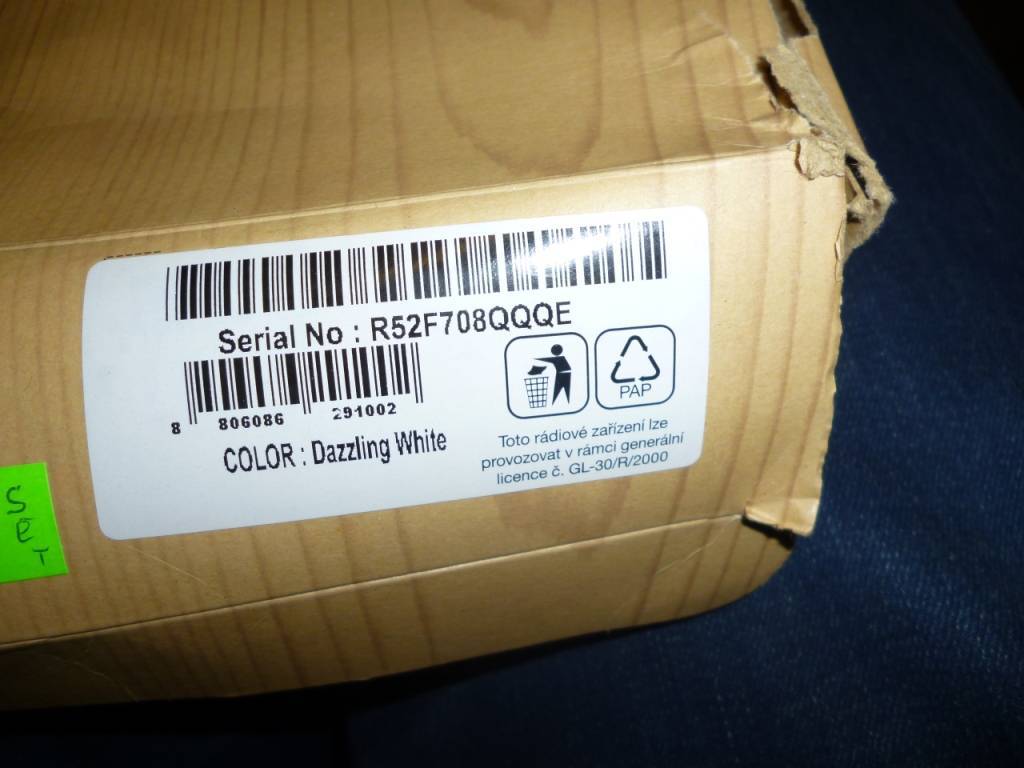 Serial No : R52F708QQQE
8 806086 291002
COLOR : Dazzling White
PAP
Toto rádiové zařízení lze
provozovat v rámci generální
licence č. GL-30/R/2000
SET